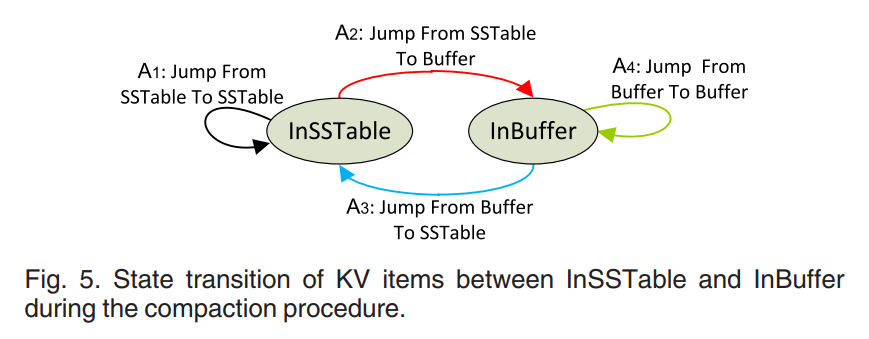 A2: Jump From SSTable
To Buffer
A1: Jump From
SSTable To SSTable
A4: Jump From
Buffer To Buffer
InSSTable
InBuffer
A3: Jump From Buffer
To SSTable
Fig. 5. State transition of KV items between InSSTable and InBuffer
during the compaction procedure.